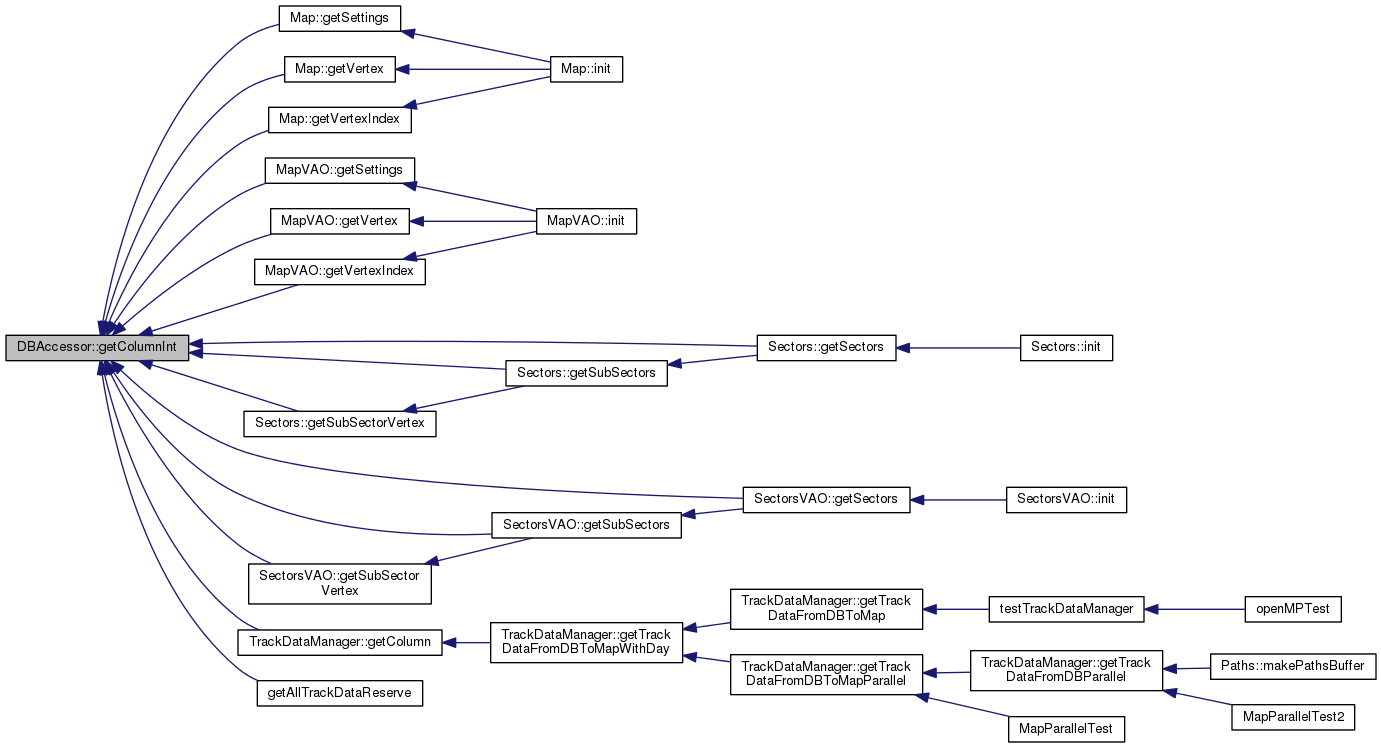 Map::getSettings
Map::getVertex
Map::init
Map::getVertexIndex
MapVAO::getSettings
MapVAO::getVertex
MapVAO::init
MapVAO::getVertexIndex
DBAccessor::getColumnInt
Sectors::getSectors
Sectors::init
Sectors::getSubSectors
Sectors::getSubSectorVertex
SectorsVAO::getSectors
SectorsVAO::init
SectorsVAO::getSubSectors
SectorsVAO::getSubSector
Vertex
TrackDataManager::getTrack
DataFromDBToMap
testTrackDataManager
openMPTest
TrackDataManager::getColumn
TrackDataManager::getTrack
DataFromDBToMapWithDay
TrackDataManager::getTrack
DataFromDBToMapParallel
TrackDataManager::getTrack
DataFromDBParallel
Paths::makePathsBuffer
getAllTrackDataReserve
MapParallelTest2
MapParallelTest